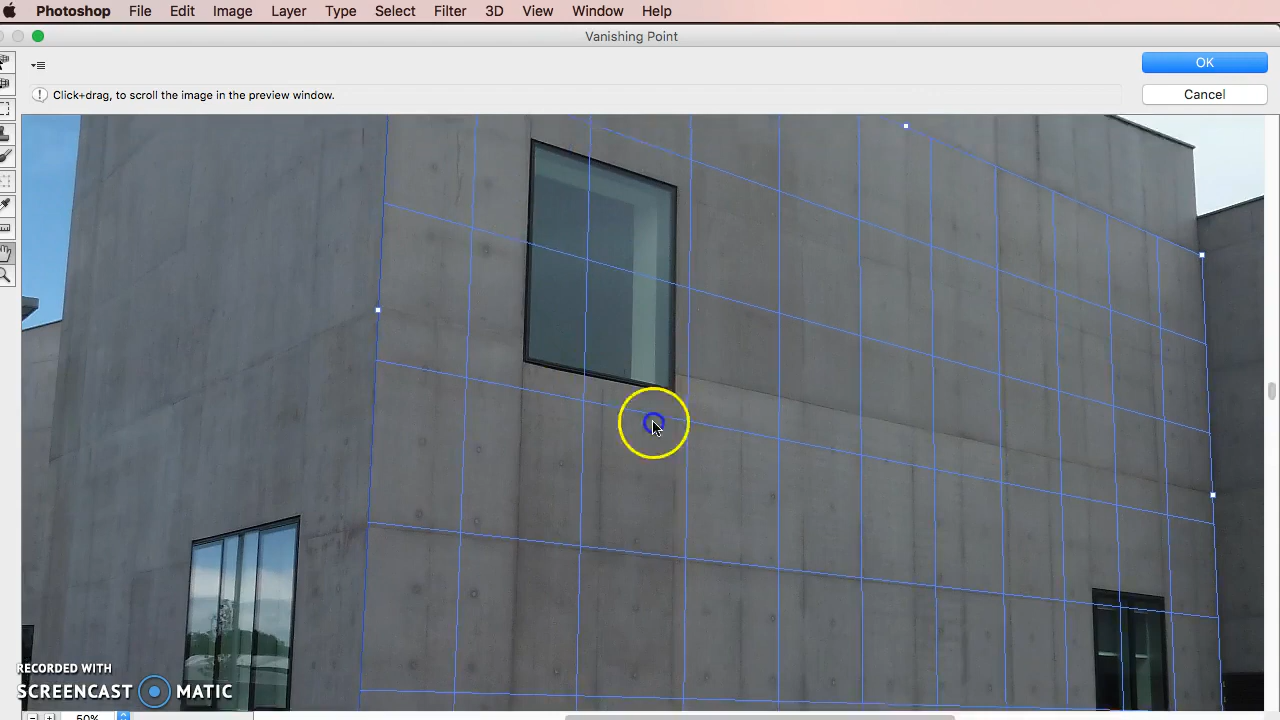 Photoshop File Edit Image Layer Type Select Filter 3D View Window Help
Vanishing Point
OK
Click+drag, to scroll the image in the preview window.
Cancel
RECORDED WITH
SCREENCAST MATIC
50%